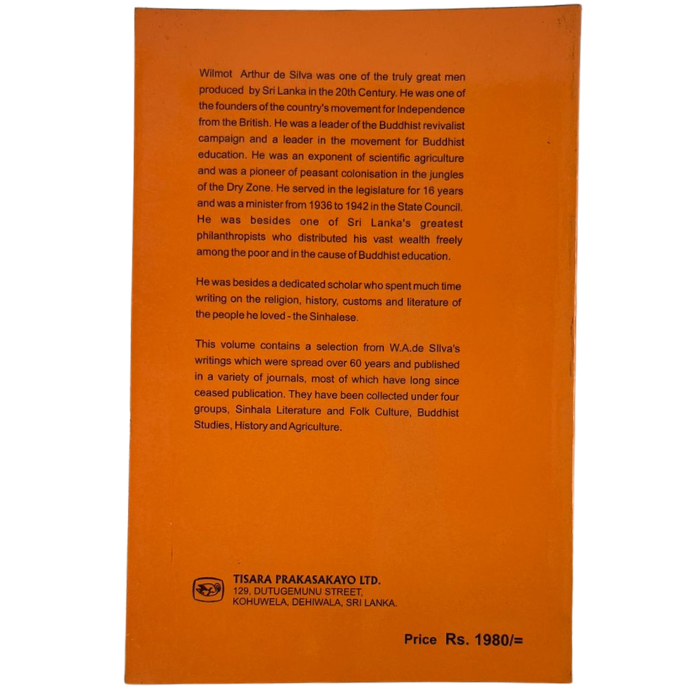 Wilmot Arthur de Silva was one of the truly great men
produced by Sri Lanka in the 20th Century. He was one of
the founders of the country's movement for Independence
from the British. He was a leader of the Buddhist revivalist
campaign and a leader in the movement for Buddhist
education. He was an exponent of scientific agriculture
and was a pioneer of peasant colonisation in the jungles
of the Dry Zone. He served in the legislature for 16 years
and was a minister from 1936 to 1942 in the State Council.
He was besides one of Sri Lanka's greatest
philanthropists who distributed his vast wealth freely
among the poor and in the cause of Buddhist education.
He was besides a dedicated scholar who spent much time
writing on the religion, history, customs and literature of
the people he loved - the Sinhalese.
This volume contains a selection from W.A.de SIlva's
writings which were spread over 60 years and published
in a variety of journals, most of which have long since
ceased publication. They have been collected under four
groups, Sinhala Literature and Folk Culture, Buddhist
Studies, History and Agriculture.
TISARA PRAKASAKAYO LTD.
129, DUTUGEMUNU STREET,
KOHUWELA, DEHIWALA, SRI LANKA.
Price Rs. 1980/=